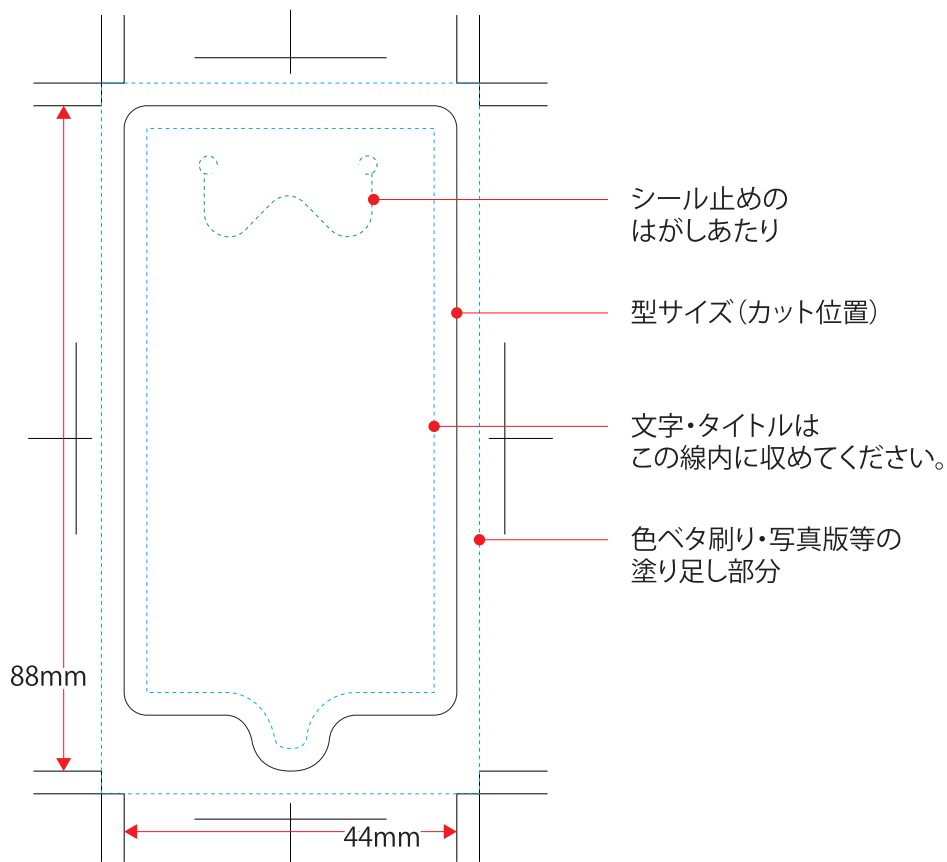 シール止めの
はがしあたり
型サイズ（カット位置）
文字・タイトルは
この線内に収めてください。
色ベタ刷り・写真版等の
塗り足し部分
88mm
44mm